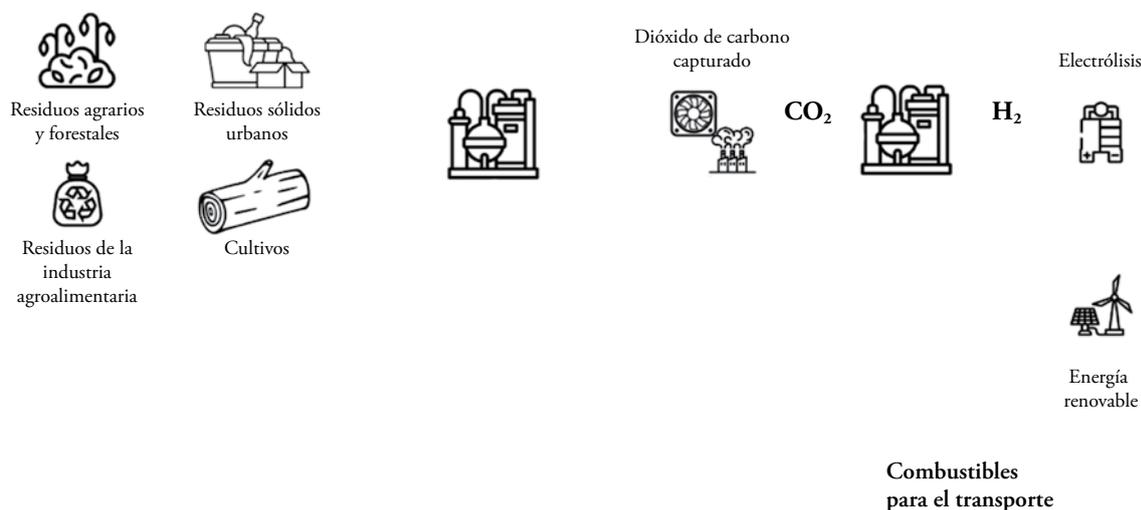 Residuos agrarios
y forestales
Residuos sólidos
urbanos
Residuos de la
industria
agroalimentaria
Cultivos
Dióxido de carbono
capturado
CO₂
H₂
Electrólisis
+ −
Energía
renovable
Combustibles
para el transporte